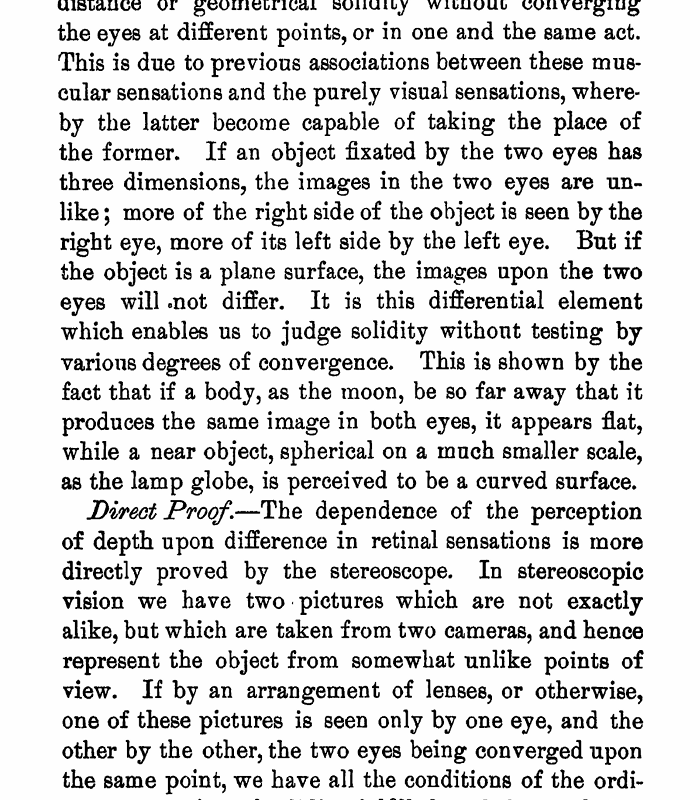 distance or geometrical solidity without converging
the eyes at different points, or in one and the same act.
This is due to previous associations between these mus-
cular sensations and the purely visual sensations, where-
by the latter become capable of taking the place of
the former. If an object fixated by the two eyes has
three dimensions, the images in the two eyes are un-
like; more of the right side of the object is seen by the
right eye, more of its left side by the left eye. But if
the object is a plane surface, the images upon the two
eyes will not differ. It is this differential element
which enables us to judge solidity without testing by
various degrees of convergence. This is shown by the
fact that if a body, as the moon, be so far away that it
produces the same image in both eyes, it appears flat,
while a near object, spherical on a much smaller scale,
as the lamp globe, is perceived to be a curved surface.
Direct Proof.—The dependence of the perception
of depth upon difference in retinal sensations is more
directly proved by the stereoscope. In stereoscopic
vision we have two pictures which are not exactly
alike, but which are taken from two cameras, and hence
represent the object from somewhat unlike points of
view. If by an arrangement of lenses, or otherwise,
one of these pictures is seen only by one eye, and the
other by the other, the two eyes being converged upon
the same point, we have all the conditions of the ordi-